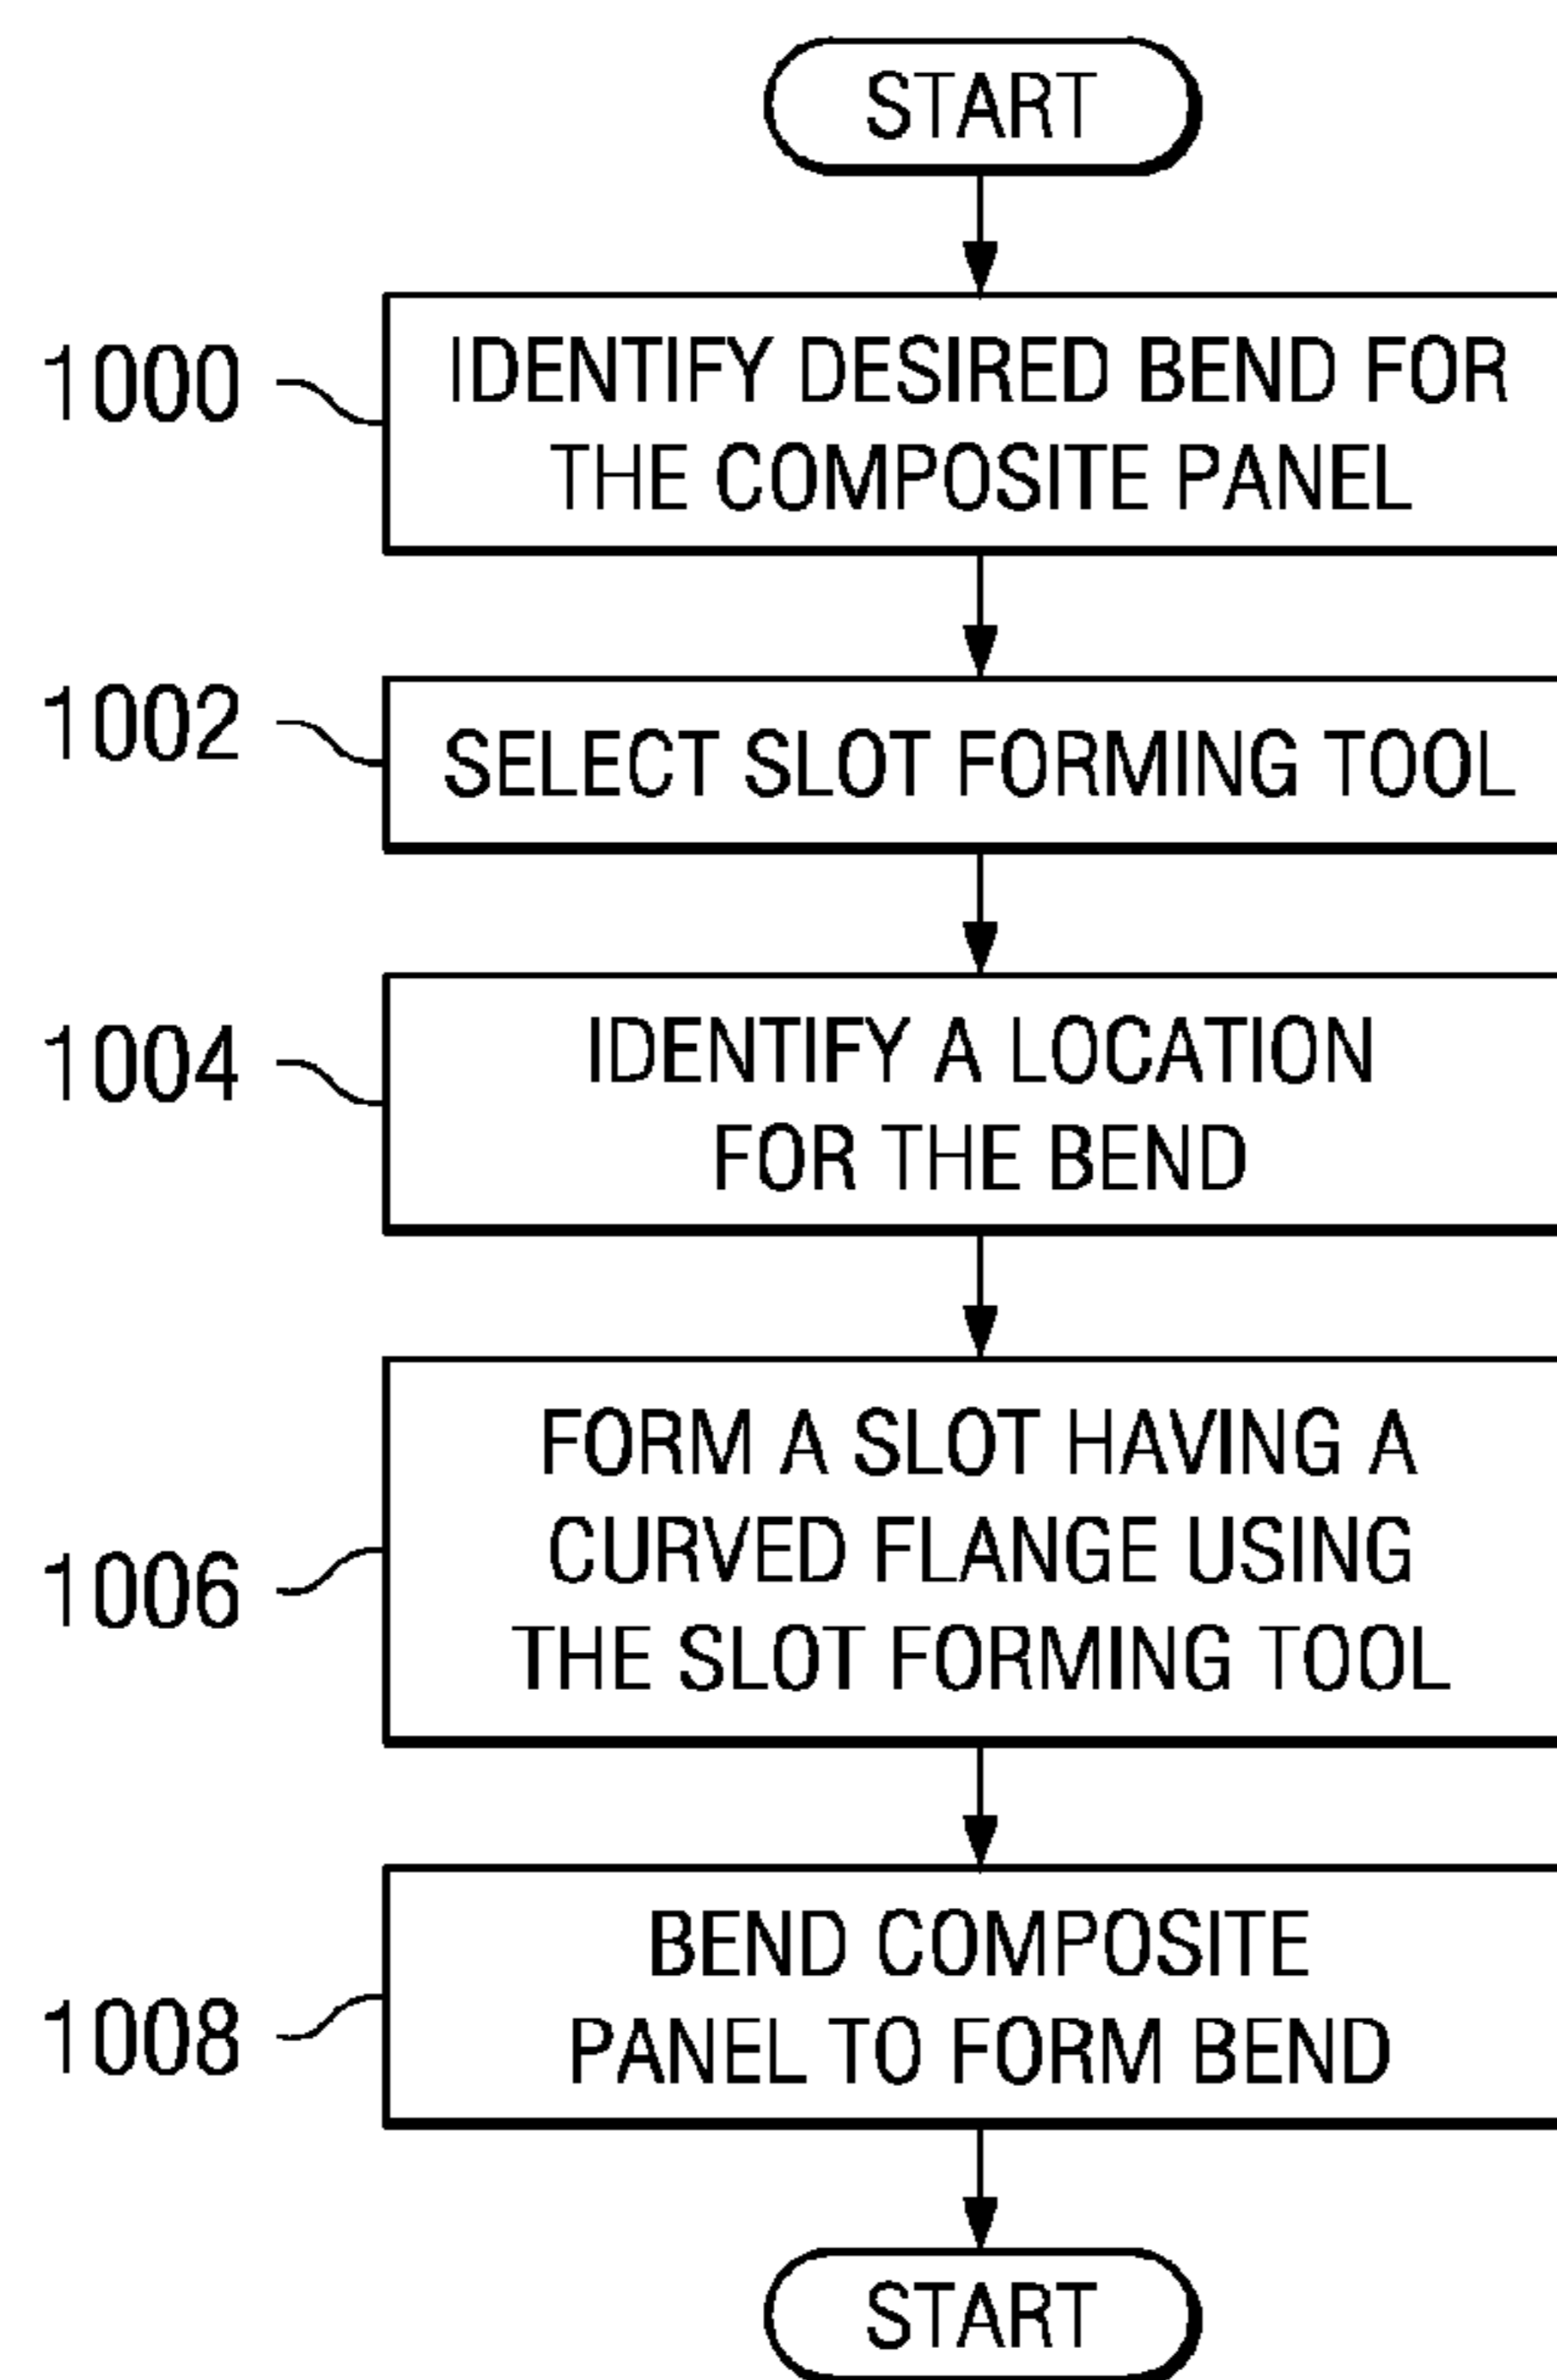 START
1000
IDENTIFY DESIRED BEND FOR
THE COMPOSITE PANEL
1002
SELECT SLOT FORMING TOOL
1004
IDENTIFY A LOCATION
FOR THE BEND
1006
FORM A SLOT HAVING A
CURVED FLANGE USING
THE SLOT FORMING TOOL
1008
BEND COMPOSITE
PANEL TO FORM BEND
START